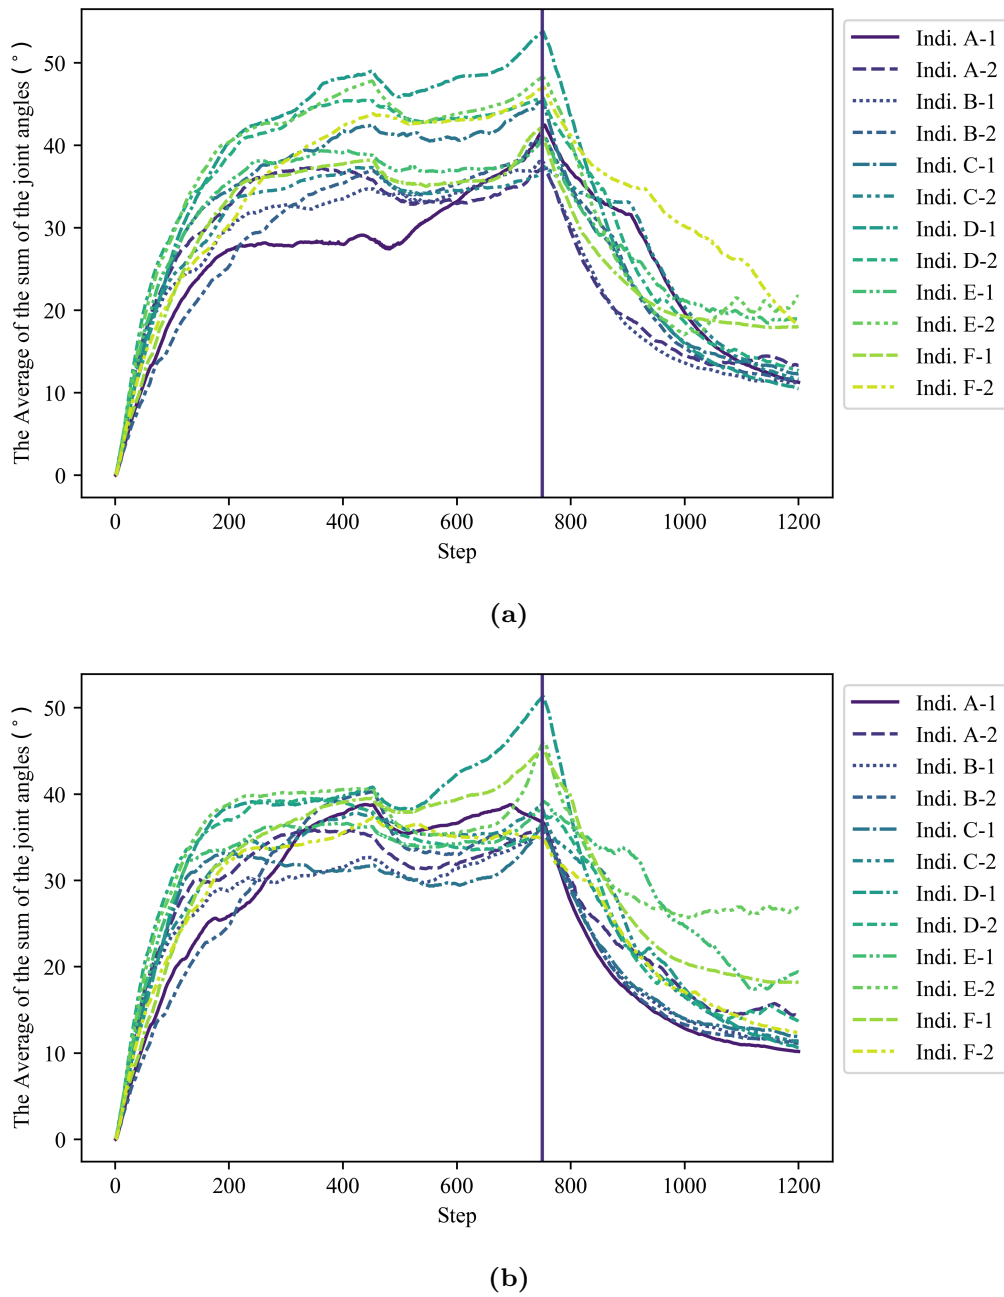 The Average of the sum of the joint angles (°)
50
40
30
20
10
0
0 200 400 600 800 1000 1200
Step
Indi. A-1
Indi. A-2
Indi. B-1
Indi. B-2
Indi. C-1
Indi. C-2
Indi. D-1
Indi. D-2
Indi. E-1
Indi. E-2
Indi. F-1
Indi. F-2
(a)
The Average of the sum of the joint angles (°)
50
40
30
20
10
0
0 200 400 600 800 1000 1200
Step
Indi. A-1
Indi. A-2
Indi. B-1
Indi. B-2
Indi. C-1
Indi. C-2
Indi. D-1
Indi. D-2
Indi. E-1
Indi. E-2
Indi. F-1
Indi. F-2
(b)